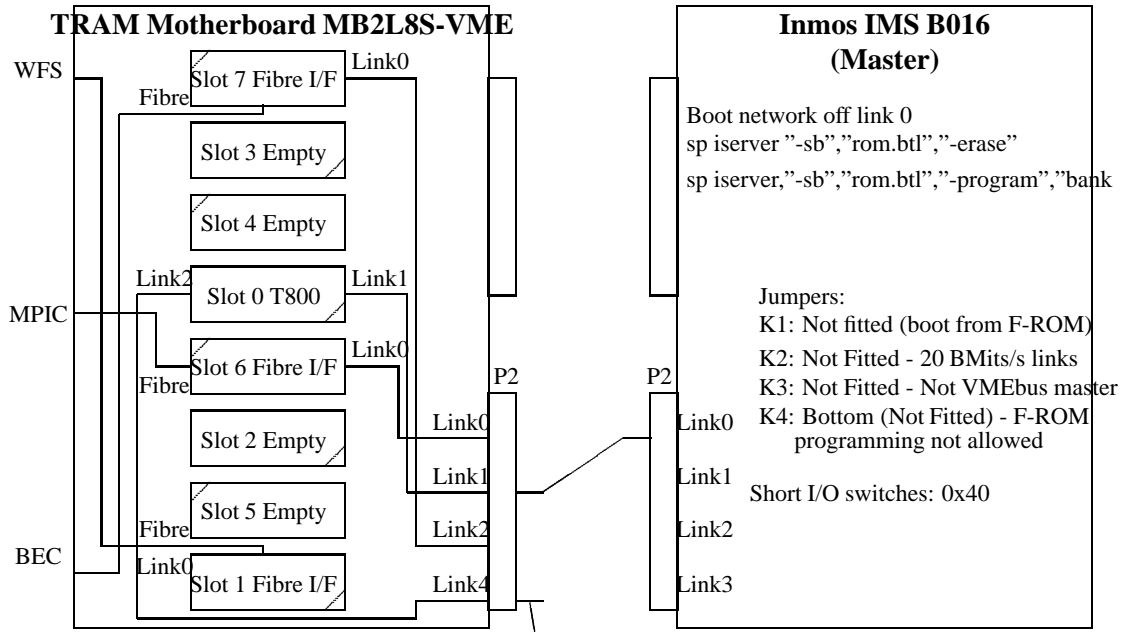 TRAM Motherboard MB2L8S-VME
WFS
Slot 7 Fibre I/F
Link0
Fibre
Slot 3 Empty
Slot 4 Empty
Link2
Slot 0 T800
Link1
MPIC
Slot 6 Fibre I/F
Link0
Fibre
P2
Slot 2 Empty
Link0
Link1
Slot 5 Empty
Fibre
Link2
BEC
Link0
Slot 1 Fibre I/F
Link4
Inmos IMS B016
(Master)
Boot network off link 0
sp iserver ”-sb”,”rom.btl”,”-erase”
sp iserver,”-sb”,”rom.btl”,”-program”,”bank
Jumpers:
K1: Not fitted (boot from F-ROM)
K2: Not Fitted - 20 BMits/s links
K3: Not Fitted - Not VMEbus master
K4: Bottom (Not Fitted) - F-ROM
programming not allowed
P2
Link0
Link1
Short I/O switches: 0x40
Link2
Link3